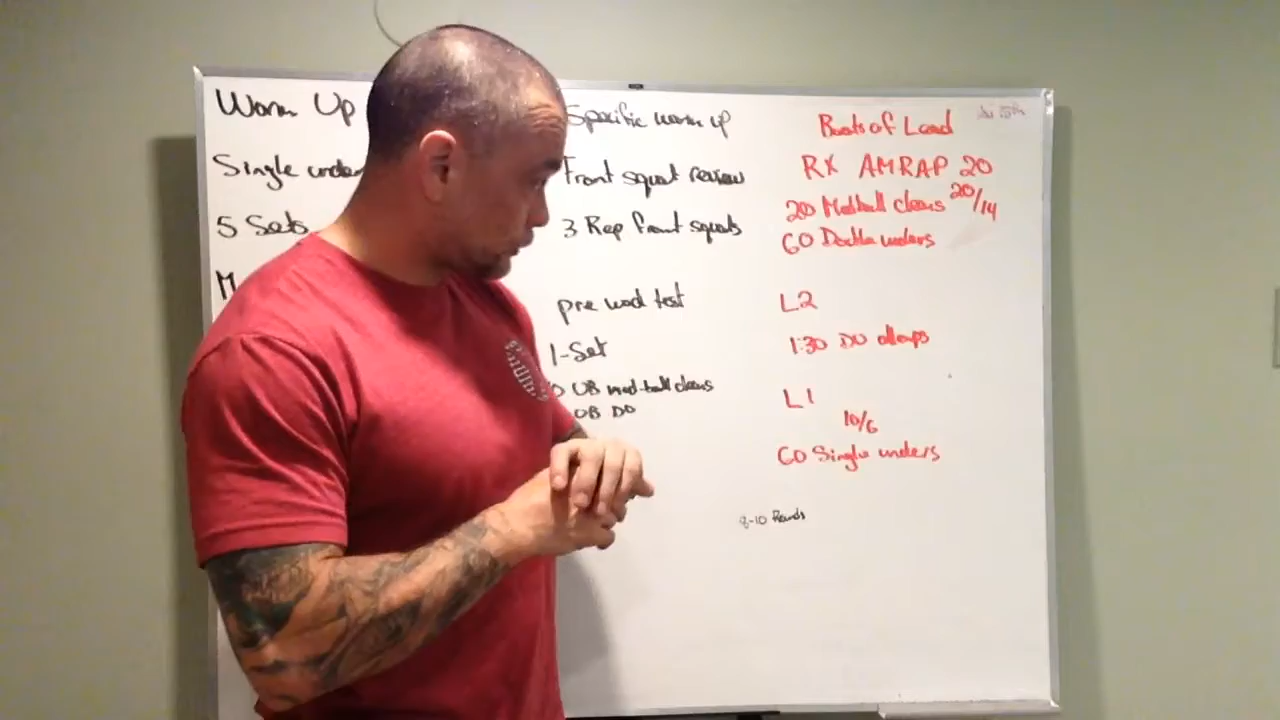 Warm Up
Single under
5 Sets
M
Specific warm up
Front squat review
3 Rep front squats
pre wod test
1-Set
UB med-ball cleans
UB DU
Boots of Lead
RX AMRAP 20
20 Medball cleans 20/14
60 Double unders
L2
1:30 DU attempts
L1
10/6
60 Single unders
8-10 Rounds